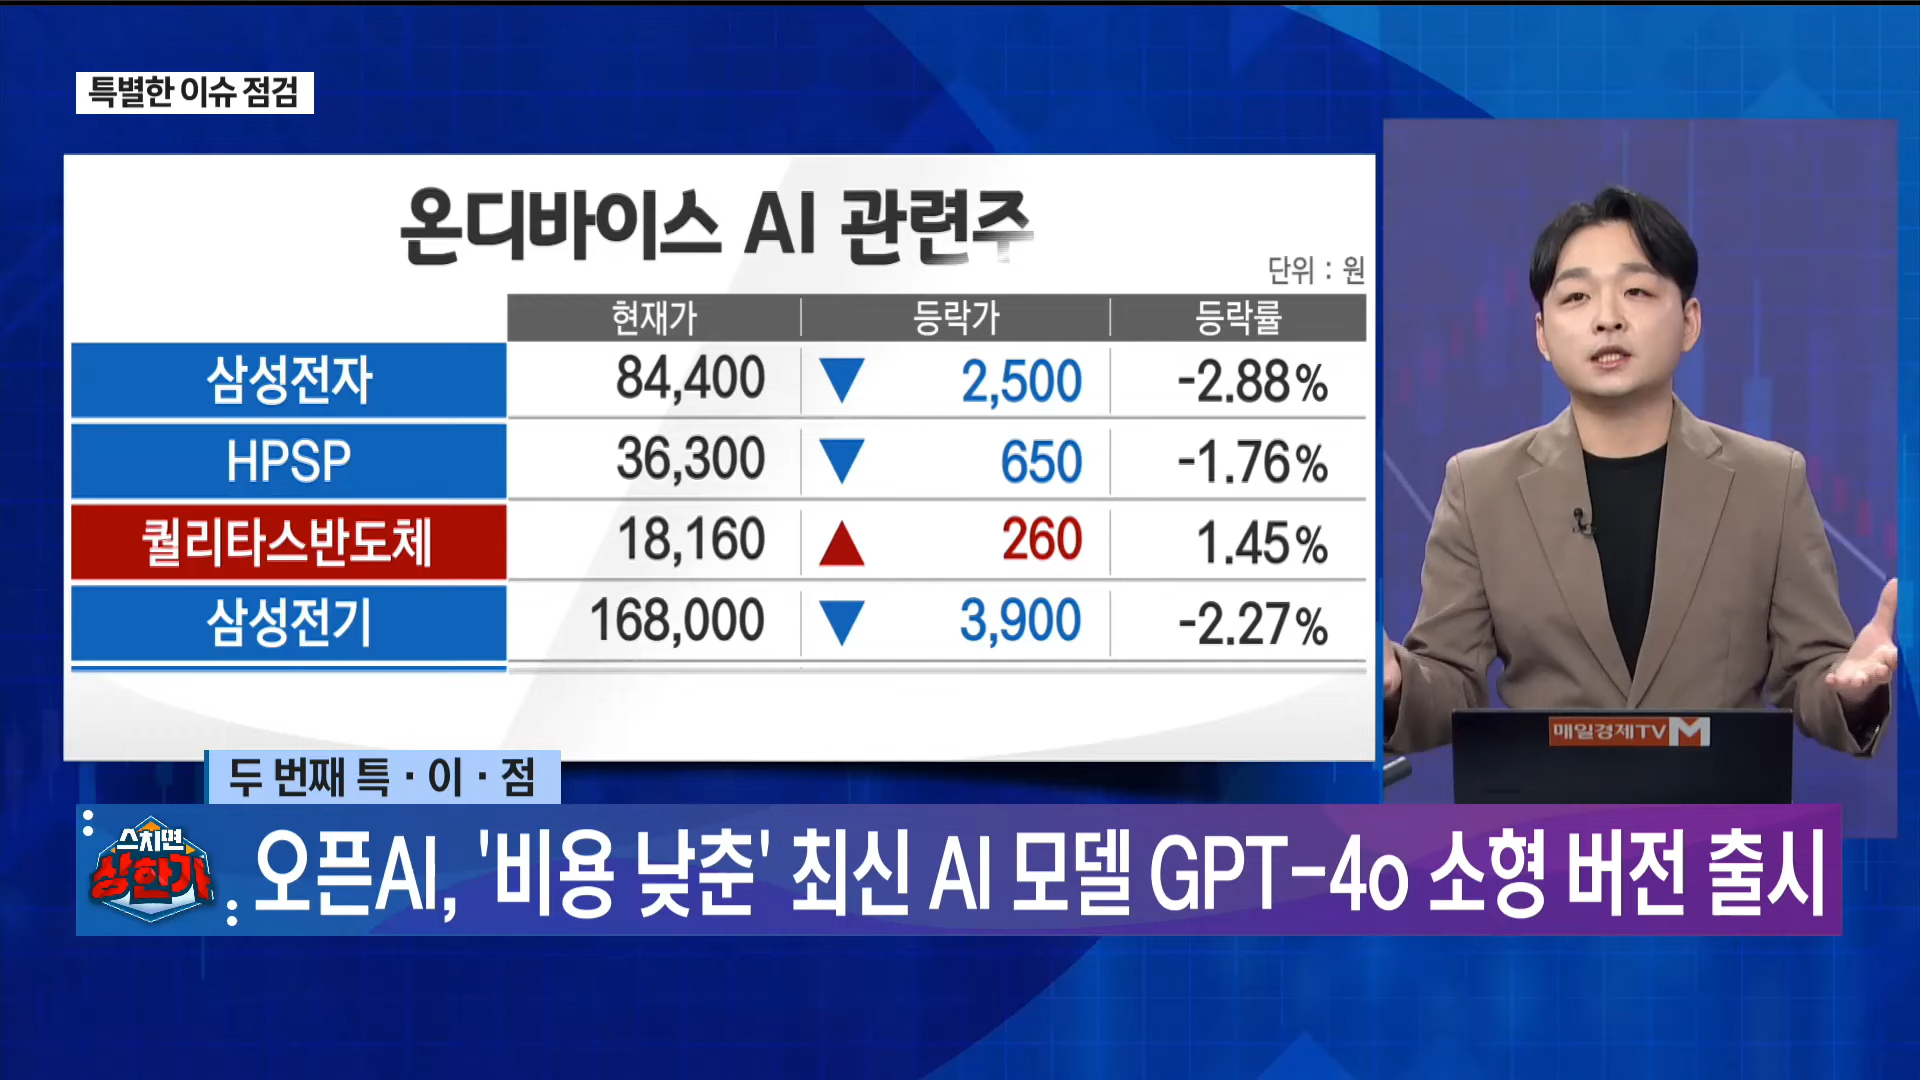 특별한 이슈 점검
온디바이스 AI 관련주
단위 : 원
현재가 등락가 등락률
삼성전자 84,400 ▼ 2,500 -2.88%
HPSP 36,300 ▼ 650 -1.76%
퀄리타스반도체 18,160 ▲ 260 1.45%
삼성전기 168,000 ▼ 3,900 -2.27%
매일경제TV M
두 번째 특·이·점
스치면
상한가
오픈AI, '비용 낮춘' 최신 AI 모델 GPT-4o 소형 버전 출시